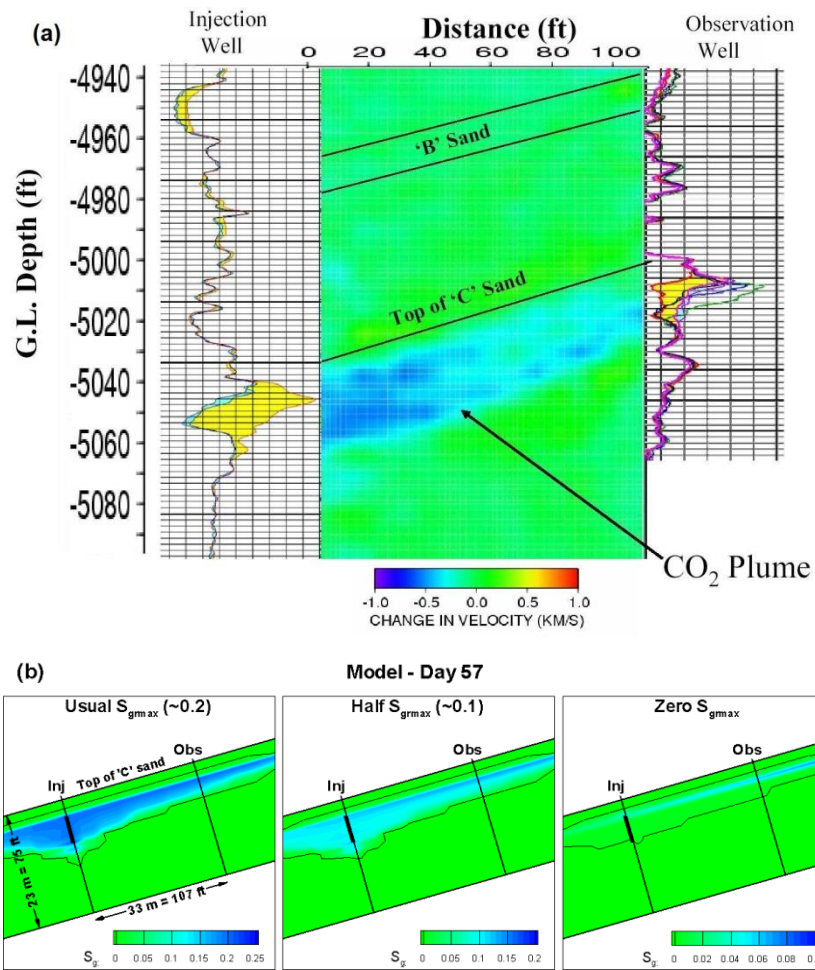 (a)
Injection
Well
Distance (ft)
Observation
Well
0 20 40 60 80 100
G.L. Depth (ft)
-4940
-4960
-4980
-5000
-5020
-5040
-5060
-5080
'B' Sand
Top of 'C' Sand
CO₂ Plume
-1.0 -0.5 0.0 0.5 1.0
CHANGE IN VELOCITY (KM/S)
(b)
Model - Day 57
Usual Sgrmax (~0.2)
Inj
Top of 'C' sand
Obs
23 m = 75 ft
33 m = 107 ft
Sg: 0 0.05 0.1 0.15 0.2 0.25
Half Sgrmax (~0.1)
Inj
Obs
Sg: 0 0.05 0.1 0.15 0.2
Zero Sgrmax
Inj
Obs
Sg: 0 0.02 0.04 0.06 0.08